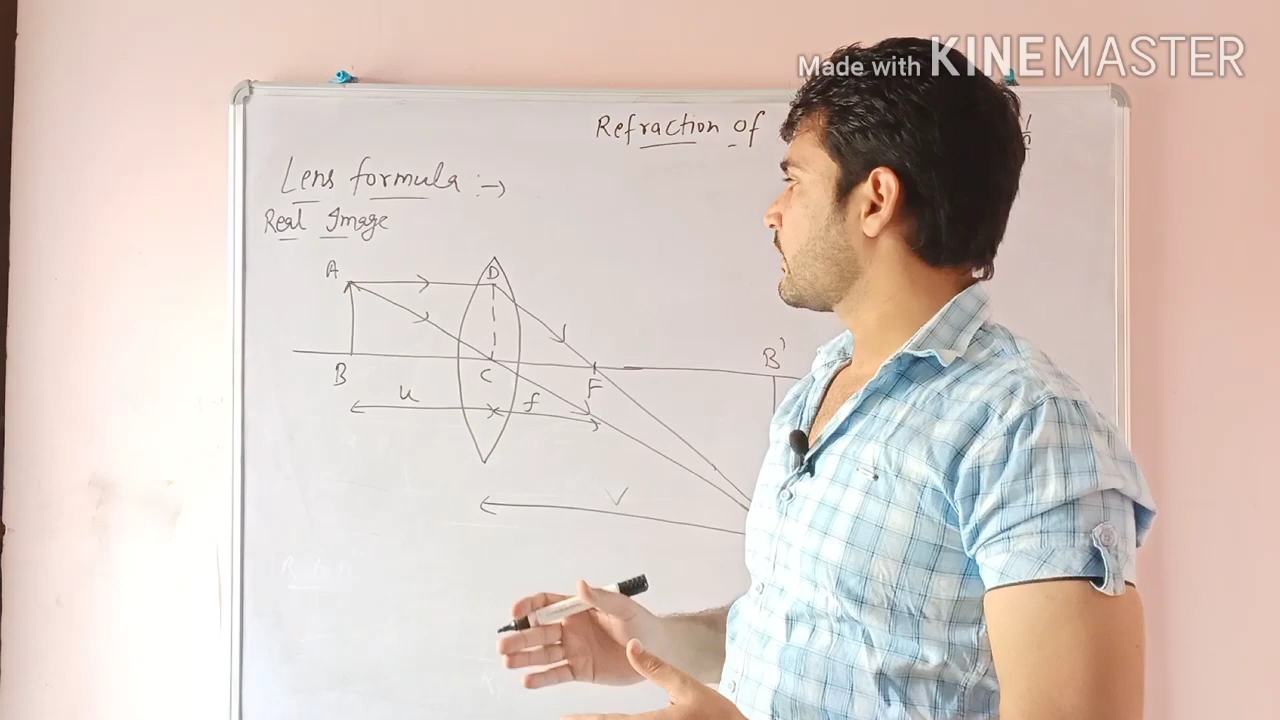 Made with KINEMASTER
Refraction of
Lens formula :→
Real Image
A
D
B'
B
C
F
u
f
V